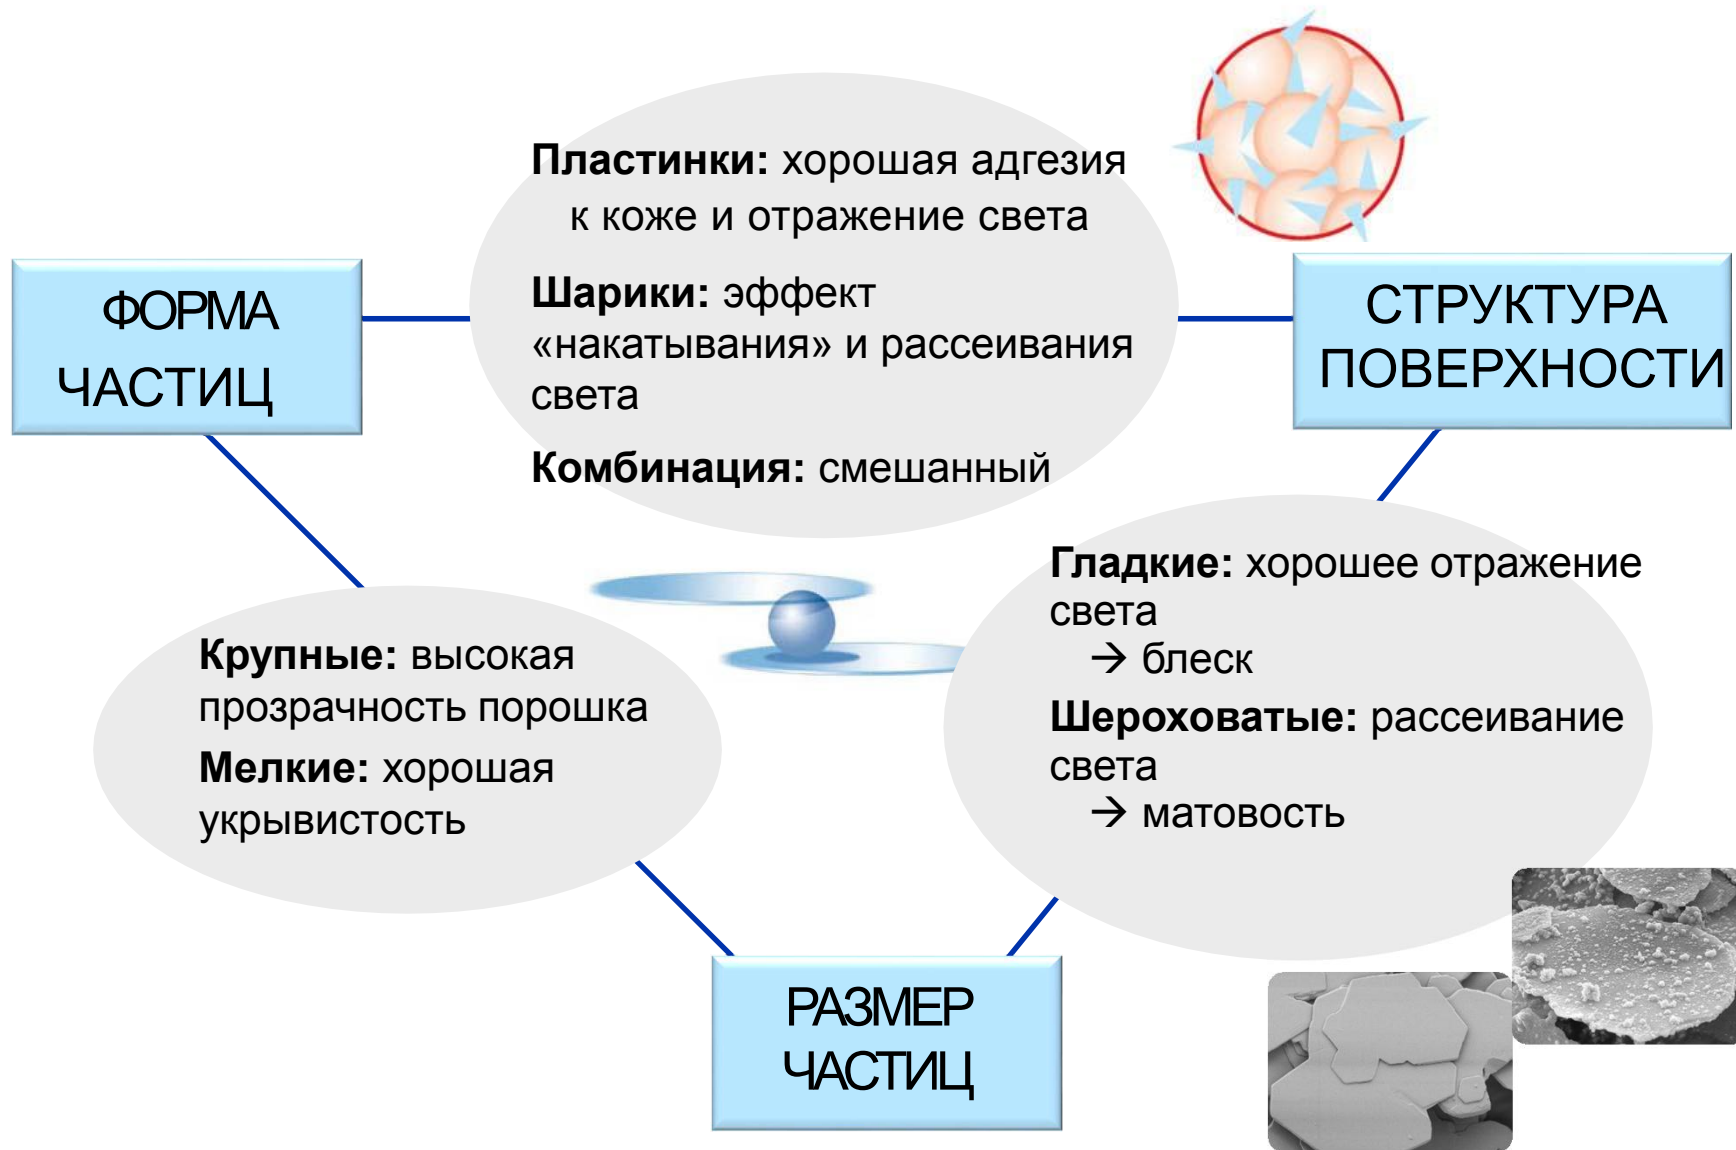 Пластинки: хорошая адгезия
к коже и отражение света
Шарики: эффект
«накатывания» и рассеивания
света
Комбинация: смешанный
ФОРМА
ЧАСТИЦ
СТРУКТУРА
ПОВЕРХНОСТИ
Крупные: высокая
прозрачность порошка
Мелкие: хорошая
укрывистость
Гладкие: хорошее отражение
света
→ блеск
Шероховатые: рассеивание
света
→ матовость
РАЗМЕР
ЧАСТИЦ